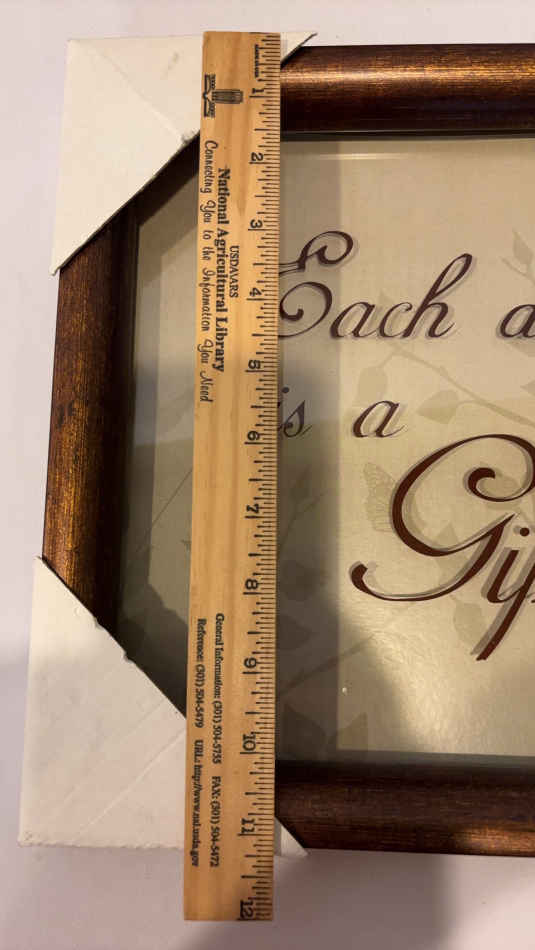 1
2
3
4
5
6
7
8
9
10
11
12
USDA/ARS
National Agricultural Library
Connecting You to the Information You Need
General Information: (301) 504-5755 FAX: (301) 504-5472
Reference: (301) 504-5479 URL: http://www.nal.usda.gov
Each
is a